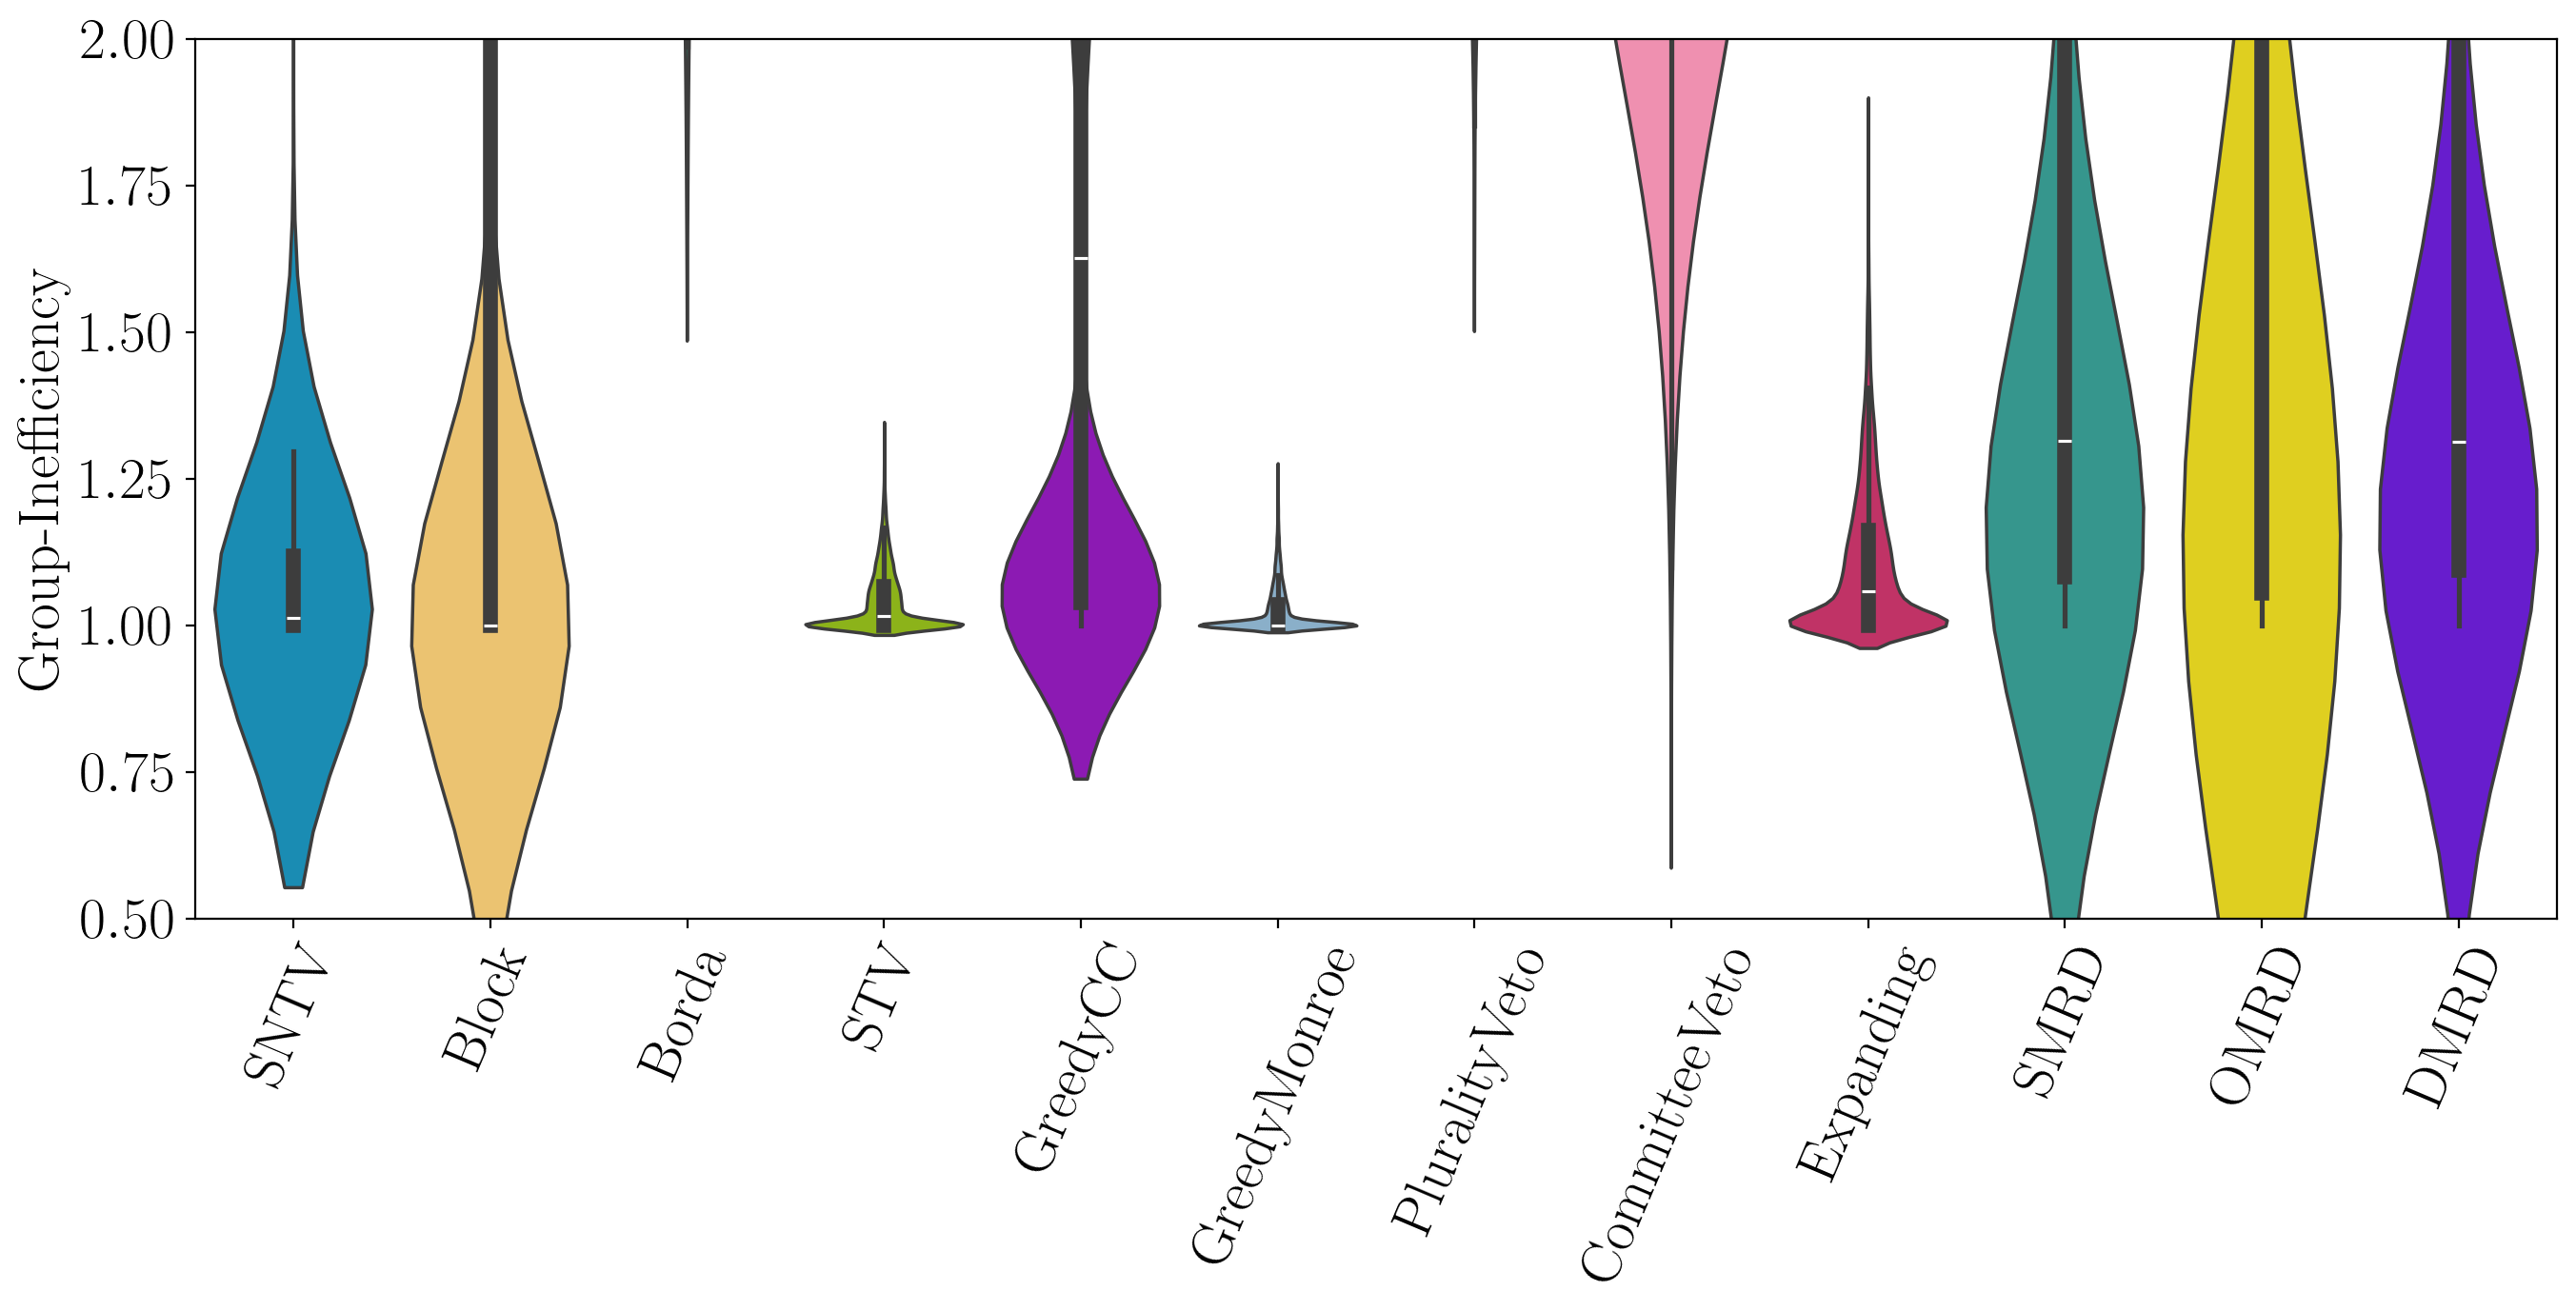 Group-Inefficiency
2.00
1.75
1.50
1.25
1.00
0.75
0.50
SNTV
Block
Borda
STV
GreedyCC
GreedyMonroe
PluralityVeto
CommitteeVeto
Expanding
SMRD
OMRD
DMRD